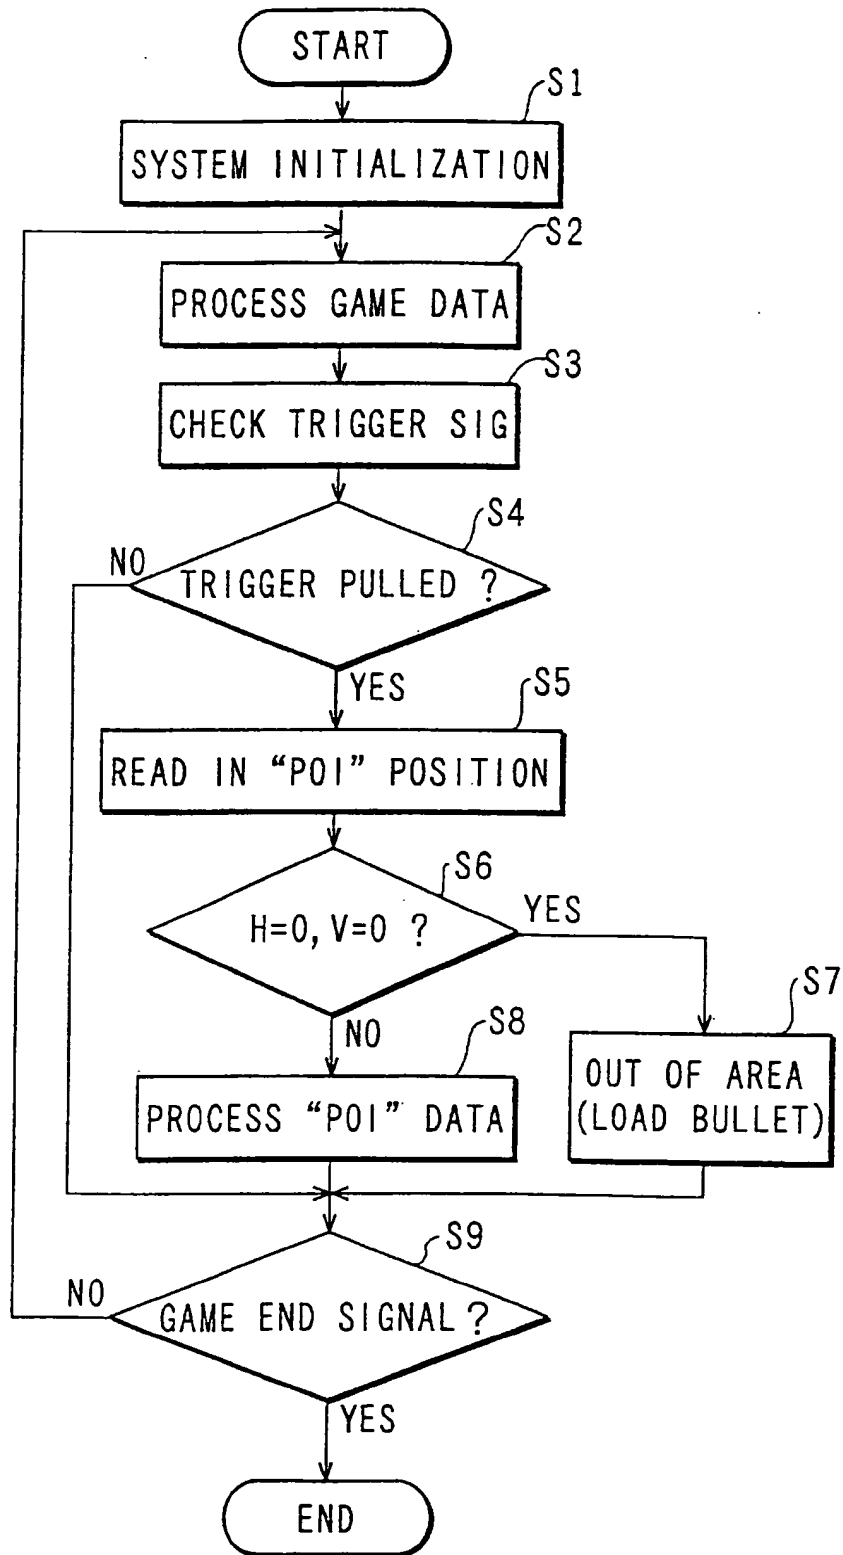 START
S1
SYSTEM INITIALIZATION
S2
PROCESS GAME DATA
S3
CHECK TRIGGER SIG
S4
NO
TRIGGER PULLED ?
YES
S5
READ IN “POI” POSITION
S6
H=0, V=0 ?
YES
S7
NO
S8
OUT OF AREA
(LOAD BULLET)
PROCESS “POI” DATA
S9
NO
GAME END SIGNAL ?
YES
END